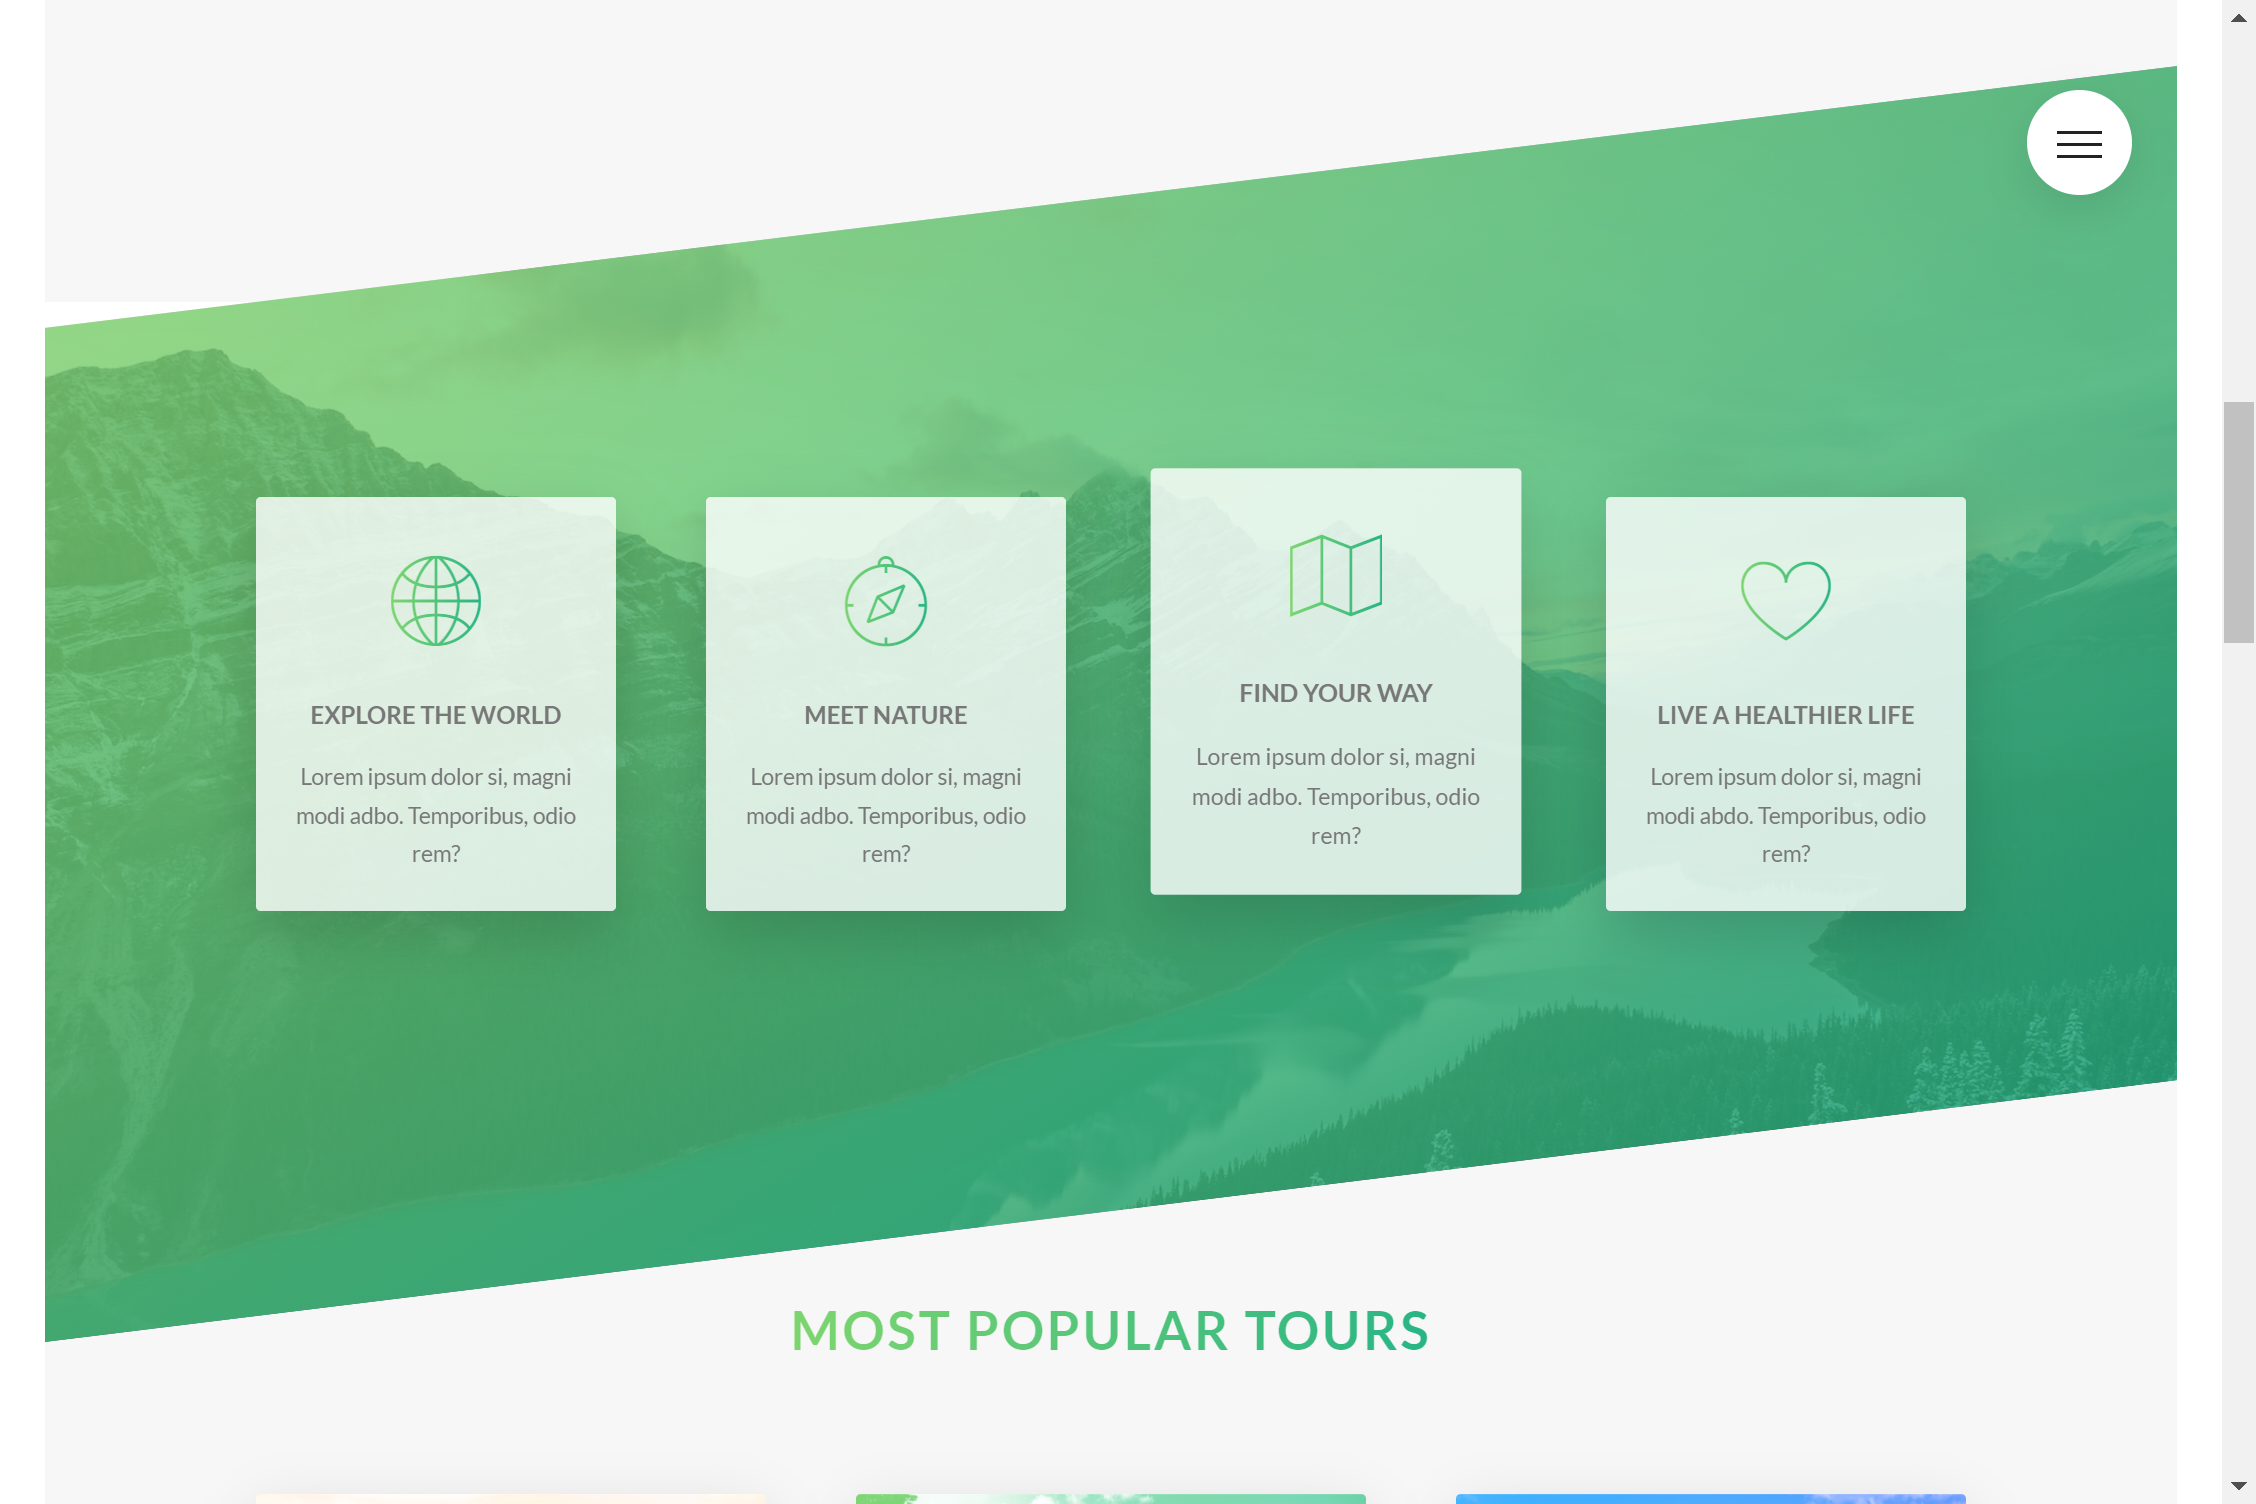 EXPLORE THE WORLD
Lorem ipsum dolor si, magni
modi adbo. Temporibus, odio
rem?
MEET NATURE
Lorem ipsum dolor si, magni
modi adbo. Temporibus, odio
rem?
FIND YOUR WAY
Lorem ipsum dolor si, magni
modi adbo. Temporibus, odio
rem?
LIVE A HEALTHIER LIFE
Lorem ipsum dolor si, magni
modi abdo. Temporibus, odio
rem?
MOST POPULAR TOURS